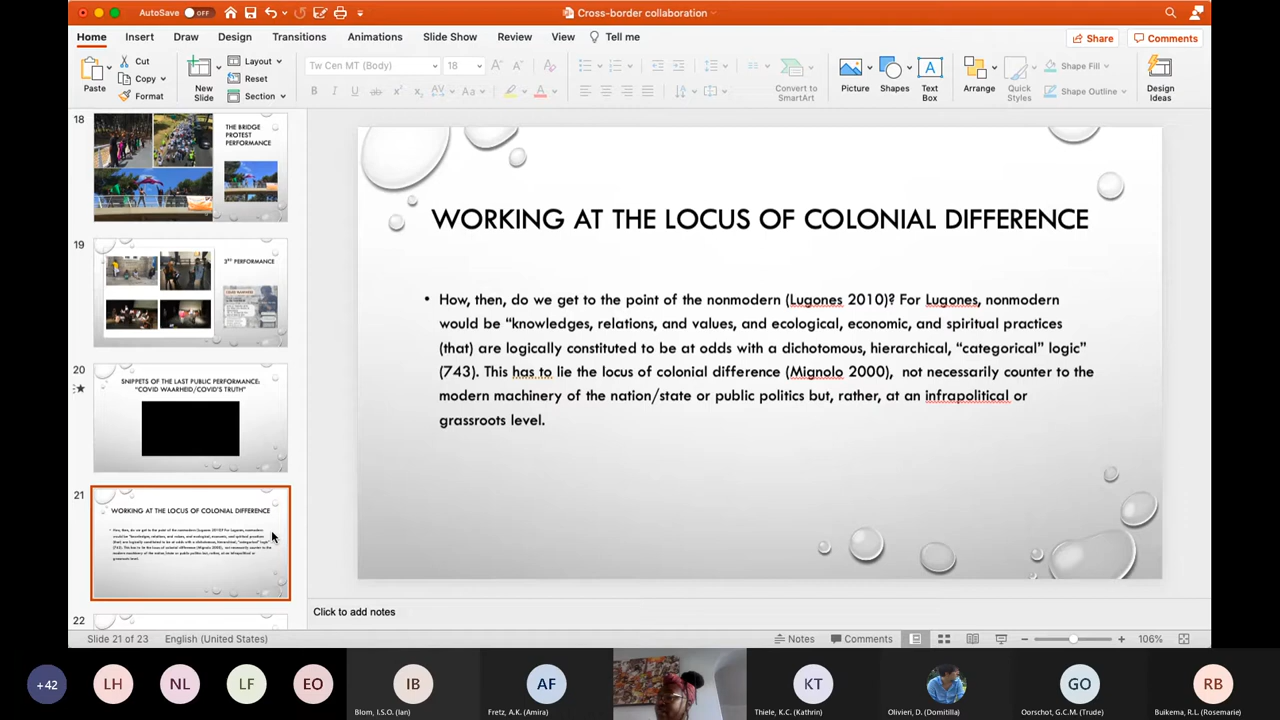 AutoSave OFF
Cross-border collaboration
Home Insert Draw Design Transitions Animations Slide Show Review View Tell me
Share Comments
Paste
Cut
Copy
Format
New Slide
Layout
Reset
Section
Tw Cen MT (Body) 18
Convert to SmartArt
Picture
Shapes
Text Box
Arrange
Quick Styles
Shape Fill
Shape Outline
Design Ideas
18
THE BRIDGE
PROTEST
PERFORMANCE
19
3RD PERFORMANCE
20
SNIPPETS OF THE LAST PUBLIC PERFORMANCE:
"COVID WAARHEID/COVID'S TRUTH"
21
WORKING AT THE LOCUS OF COLONIAL DIFFERENCE
22
WORKING AT THE LOCUS OF COLONIAL DIFFERENCE
• How, then, do we get to the point of the nonmodern (Lugones 2010)? For Lugones, nonmodern
would be “knowledges, relations, and values, and ecological, economic, and spiritual practices
(that) are logically constituted to be at odds with a dichotomous, hierarchical, “categorical” logic”
(743). This has to lie the locus of colonial difference (Mignolo 2000),  not necessarily counter to the
modern machinery of the nation/state or public politics but, rather, at an infrapolitical or
grassroots level.
Click to add notes
Slide 21 of 23 English (United States) Notes Comments 106%
+42 LH NL LF EO IB AF KT GO RB
Blom, I.S.O. (Ian) Fretz, A.K. (Amira) Thiele, K.C. (Kathrin) Olivieri, D. (Domitilla) Oorschot, G.C.M. (Trude) Buikema, R.L. (Rosemarie)